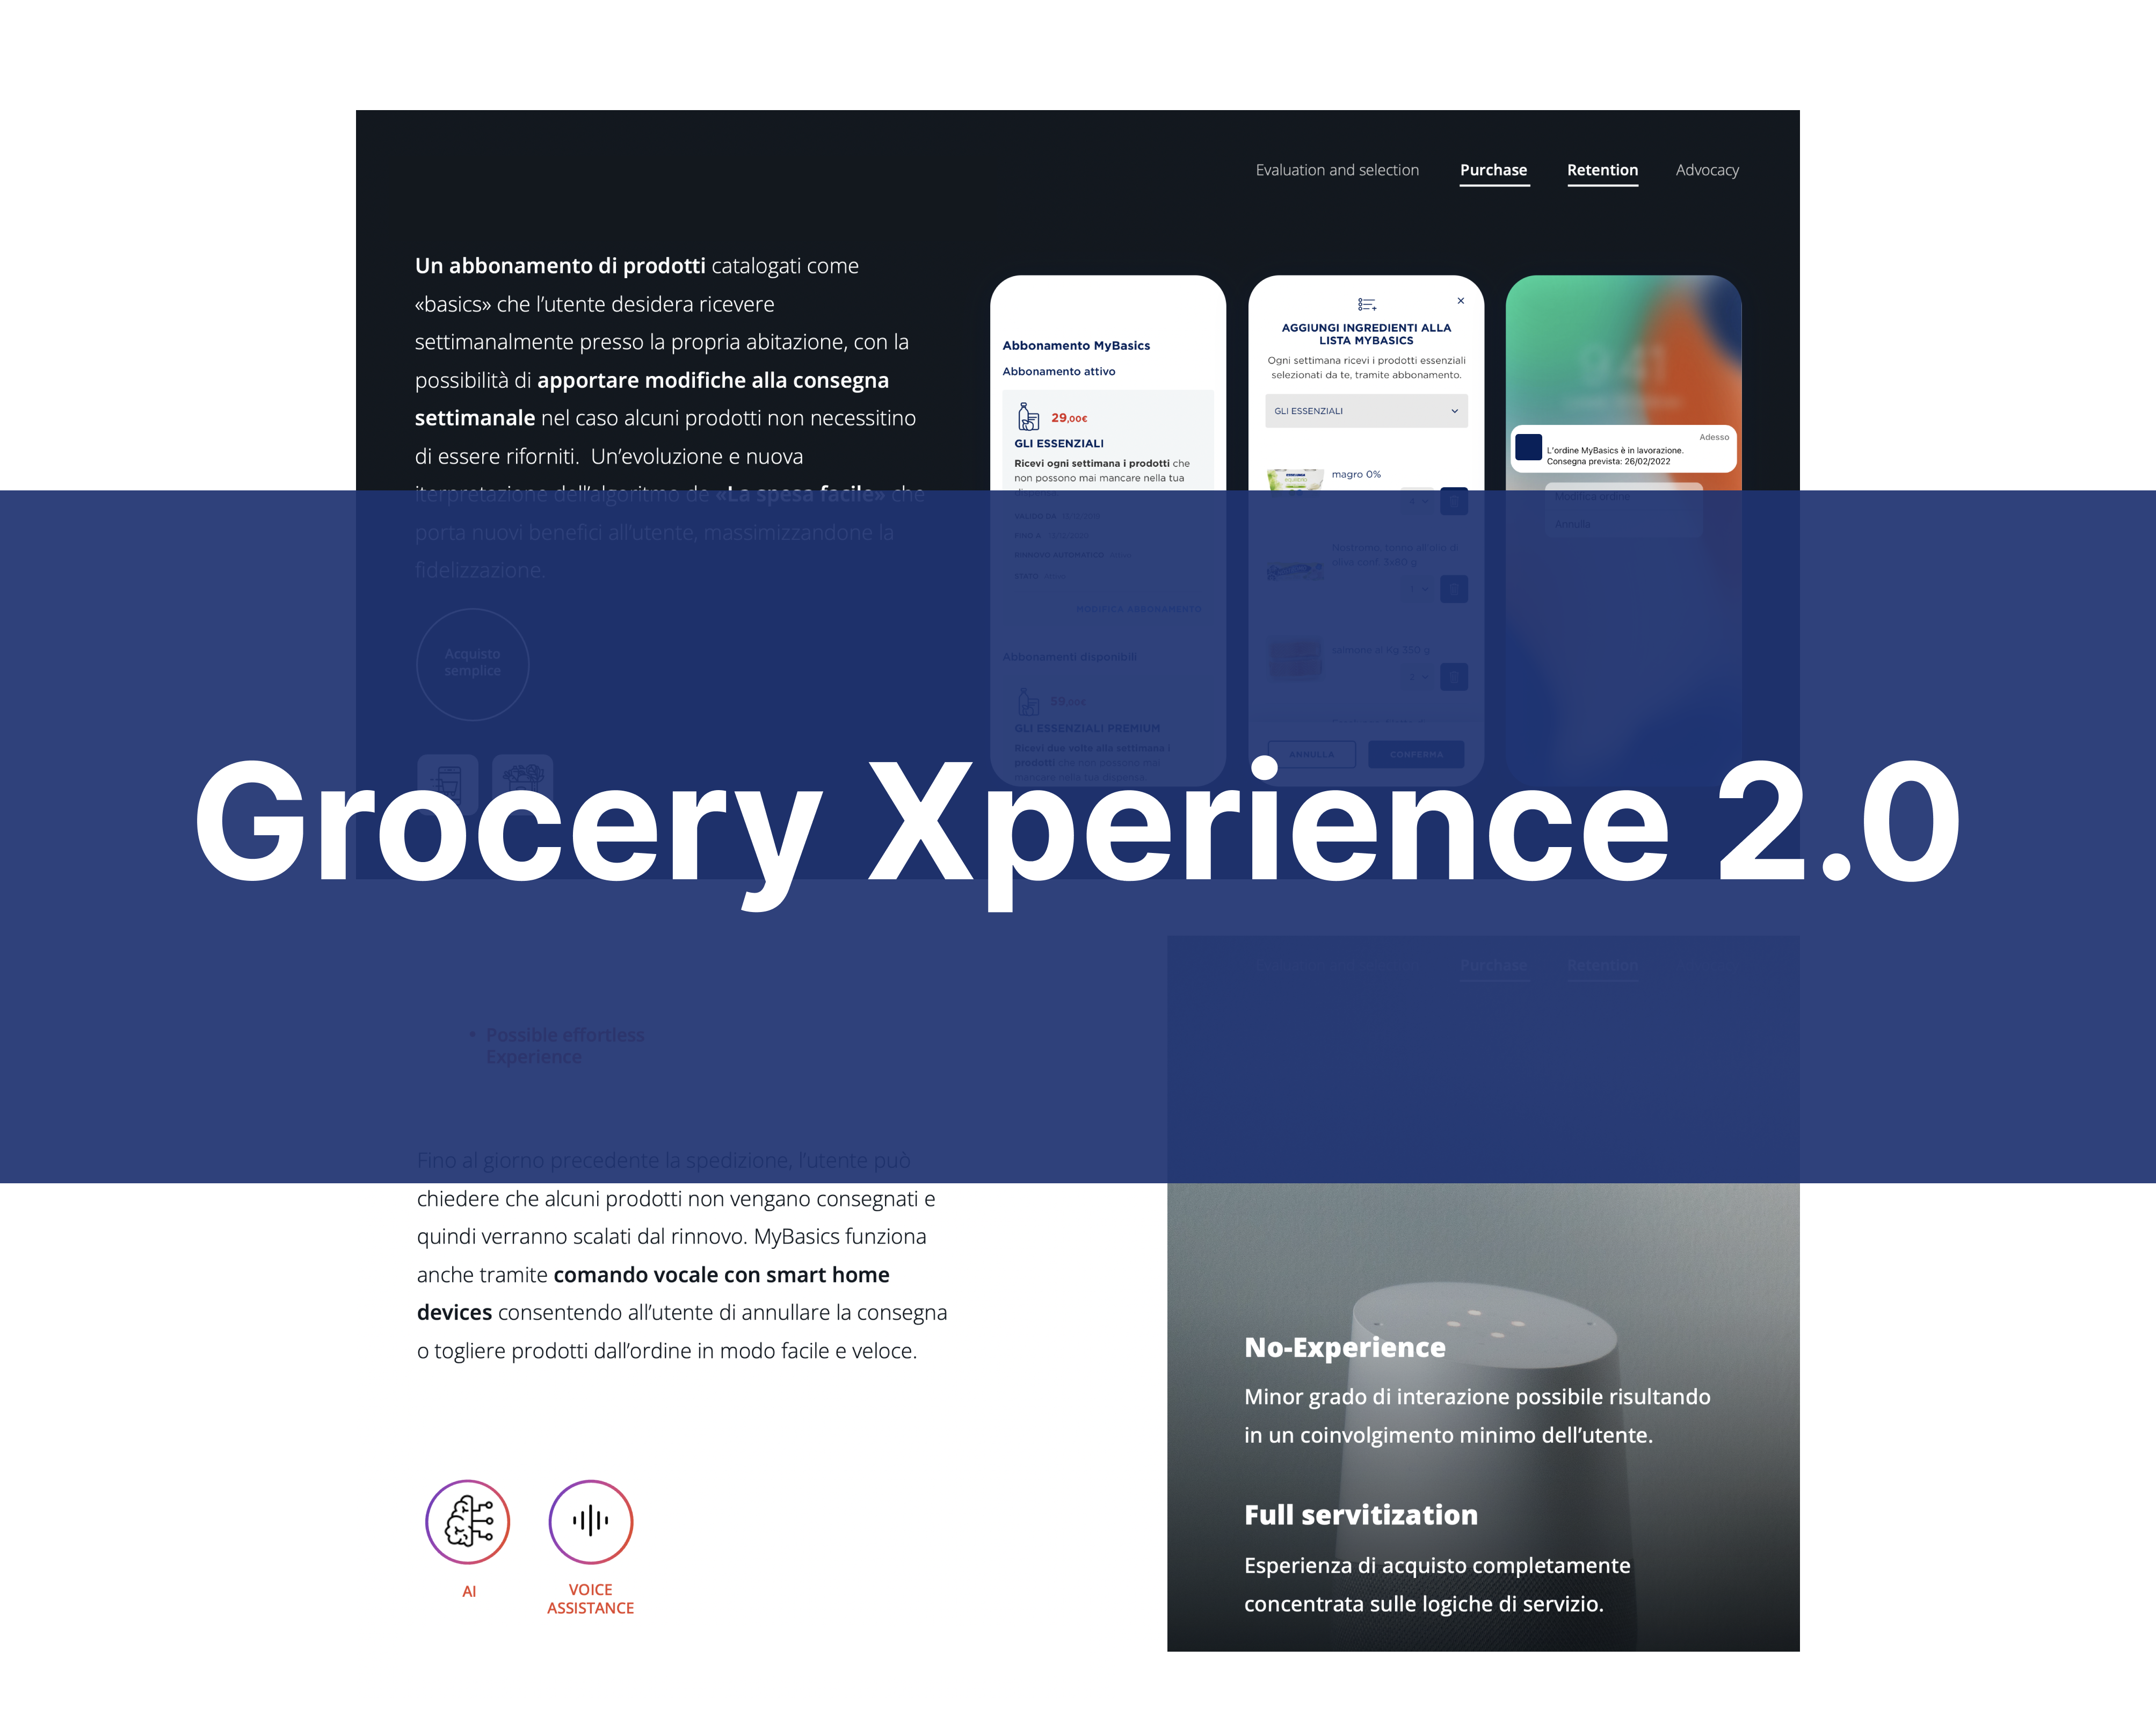 Evaluation and selection
Purchase
Retention
Advocacy
Un abbonamento di prodotti catalogati come
«basics» che l’utente desidera ricevere
settimanalmente presso la propria abitazione, con la
possibilità di apportare modifiche alla consegna
settimanale nel caso alcuni prodotti non necessitino
di essere riforniti. Un’evoluzione e nuova
iterpretazione dell’algoritmo de «La spesa facile» che
porta nuovi benefici all’utente, massimizzandone la
fidelizzazione.
Acquisto
semplice
Abbonamento MyBasics
Abbonamento attivo
29,00€
GLI ESSENZIALI
Ricevi ogni settimana i prodotti che
non possono mai mancare nella tua
VALIDO DA
FINO A
RINNOVO AUTOMATICO
STATO
MODIFICA ABBONAMENTO
Abbonamenti disponibili
59,00€
GLI ESSENZIALI PREMIUM
Ricevi due volte alla settimana i
prodotti che non possono mai
mancare nella tua dispensa
AGGIUNGI INGREDIENTI ALLA
LISTA MYBASICS
Ogni settimana ricevi i prodotti essenziali
selezionati da te, tramite abbonamento.
GLI ESSENZIALI
magro 0%
Nostromo, tonno all'olio di
oliva conf. 3x80 g
1
salmone al Kg 350 g
2
ANNULLA
CONFERMA
9:41
Adesso
L'ordine MyBasics è in lavorazione.
Consegna prevista: 26/02/2022
Modifica ordine
Annulla
Grocery Xperience 2.0
Purchase
Retention
• Possible effortless
Experience
Fino al giorno precedente la spedizione, l’utente può
chiedere che alcuni prodotti non vengano consegnati e
quindi verranno scalati dal rinnovo. MyBasics funziona
anche tramite comando vocale con smart home
devices consentendo all’utente di annullare la consegna
o togliere prodotti dall’ordine in modo facile e veloce.
AI
VOICE
ASSISTANCE
No-Experience
Minor grado di interazione possibile risultando
in un coinvolgimento minimo dell’utente.
Full servitization
Esperienza di acquisto completamente
concentrata sulle logiche di servizio.